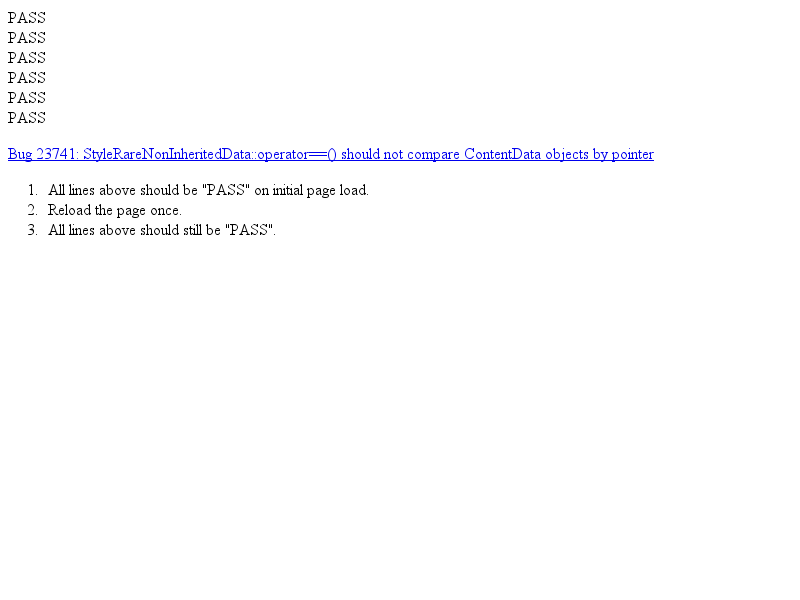 PASS
PASS
PASS
PASS
PASS
PASS
Bug 23741: StyleRareNonInheritedData::operator==() should not compare ContentData objects by pointer
1. All lines above should be "PASS" on initial page load.
2. Reload the page once.
3. All lines above should still be "PASS".